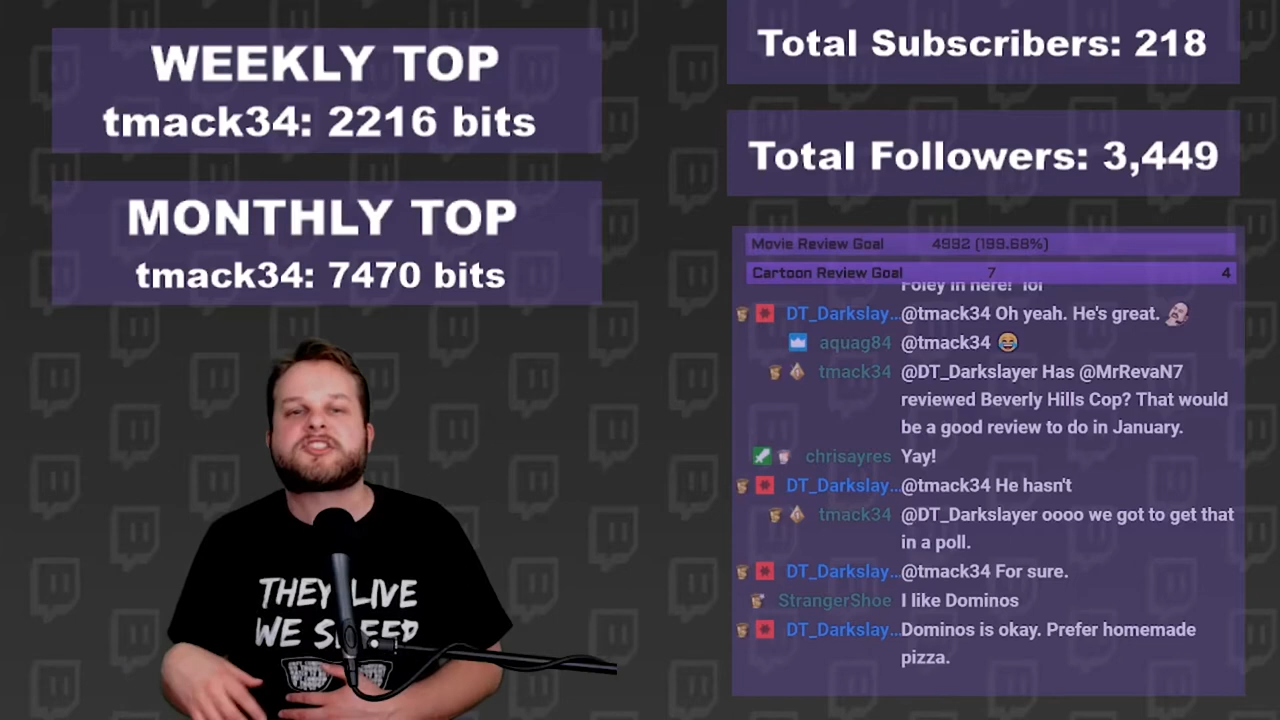 WEEKLY TOP
tmack34: 2216 bits
MONTHLY TOP
tmack34: 7470 bits
Total Subscribers: 218
Total Followers: 3,449
Movie Review Goal 4992 (199.68%)
Cartoon Review Goal 7 4
Foley in here! lol
DT_Darkslay... @tmack34 Oh yeah. He's great.
aquag84 @tmack34 😂
tmack34 @DT_Darkslayer Has @MrRevaN7
reviewed Beverly Hills Cop? That would
be a good review to do in January.
chrisayres Yay!
DT_Darkslay... @tmack34 He hasn't
tmack34 @DT_Darkslayer oooo we got to get that
in a poll.
DT_Darkslay... @tmack34 For sure.
StrangerShoe I like Dominos
DT_Darkslay... Dominos is okay. Prefer homemade
pizza.
THEY LIVE
WE SLEEP